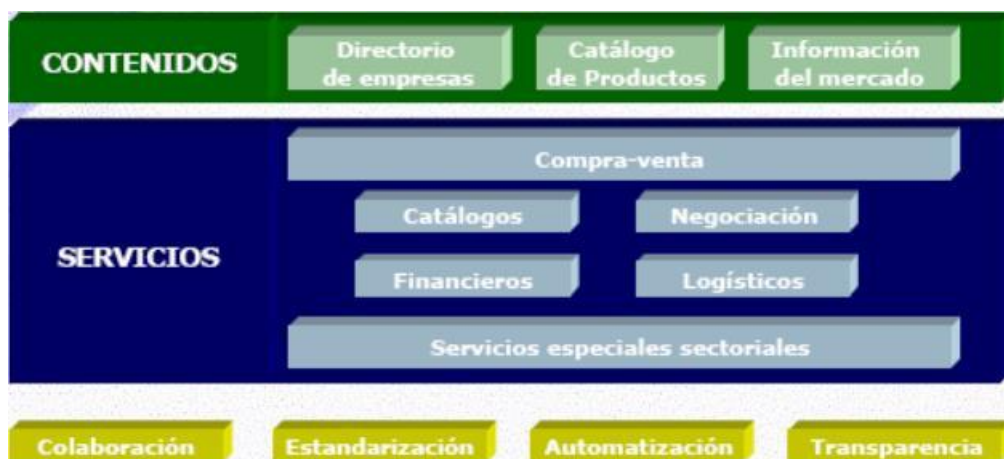 CONTENIDOS
Directorio
de empresas
Catálogo
de Productos
Información
del mercado
SERVICIOS
Compra-venta
Catálogos
Negociación
Financieros
Logísticos
Servicios especiales sectoriales
Colaboración
Estandarización
Automatización
Transparencia